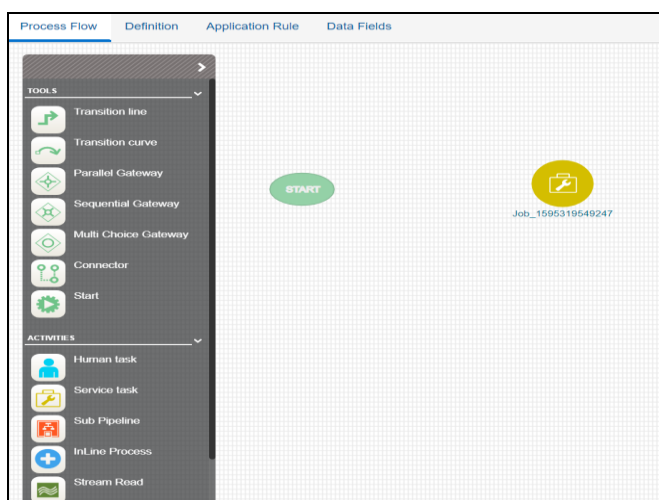 Process Flow Definition Application Rule Data Fields
TOOLS
Transition line
Transition curve
Parallel Gateway
Sequential Gateway
Multi Choice Gateway
Connector
Start
ACTIVITIES
Human task
Service task
Sub Pipeline
InLine Process
Stream Read
START
Job_1595319549247